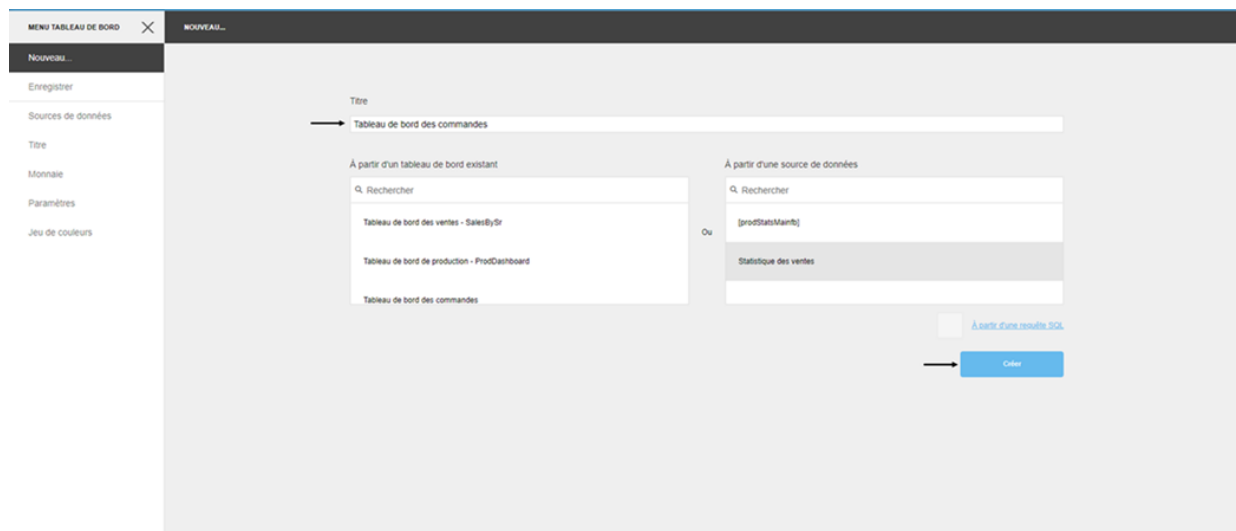 MENU TABLEAU DE BORD
NOUVEAU...
Nouveau...
Enregistrer
Sources de données
Titre
Monnaie
Paramètres
Jeu de couleurs
Titre
Tableau de bord des commandes
À partir d'un tableau de bord existant
Rechercher
Tableau de bord des ventes - SalesBySr
Tableau de bord de production - ProdDashboard
Tableau de bord des commandes
Ou
À partir d'une source de données
Rechercher
[prodStatsMainfb]
Statistique des ventes
À partir d'une requête SQL
Créer